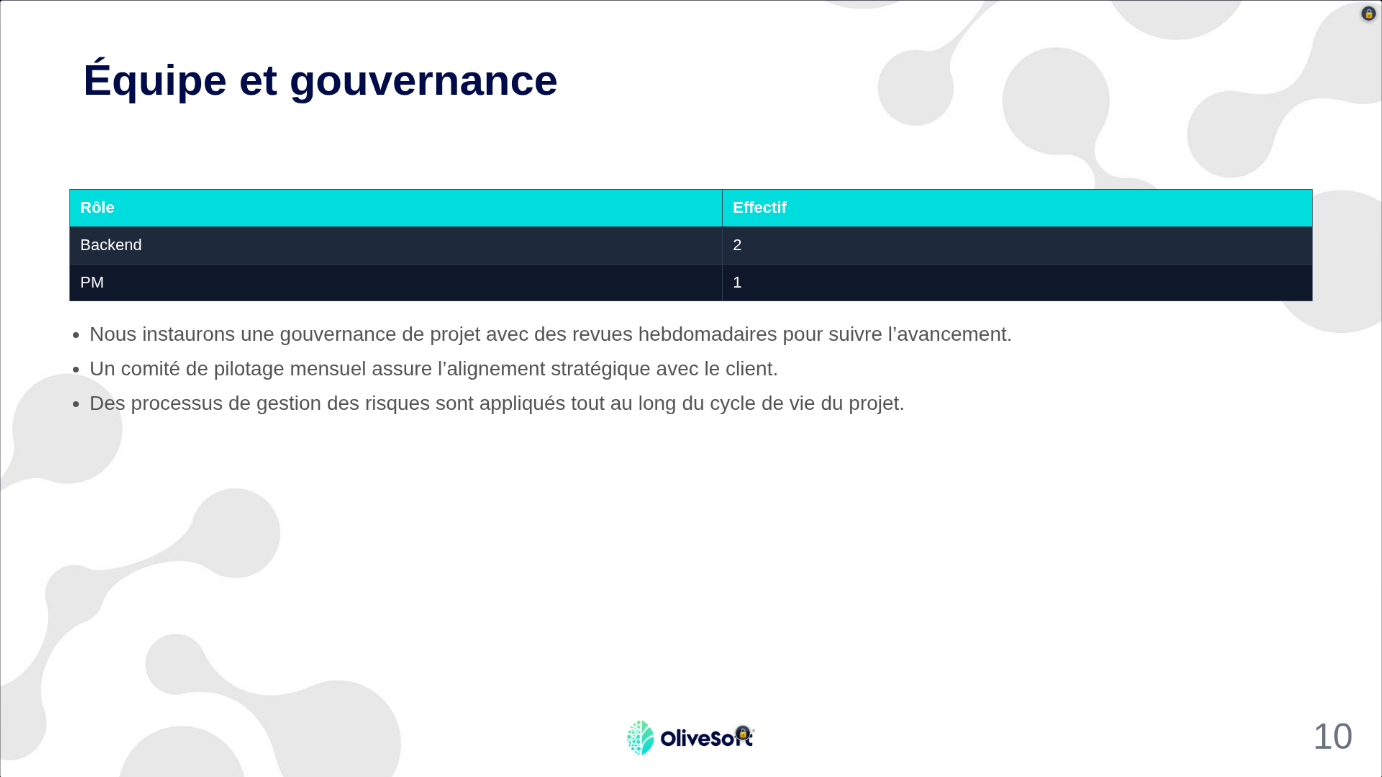 Équipe et gouvernance
Rôle Effectif
Backend 2
PM 1
• Nous instaurons une gouvernance de projet avec des revues hebdomadaires pour suivre l’avancement.
• Un comité de pilotage mensuel assure l’alignement stratégique avec le client.
• Des processus de gestion des risques sont appliqués tout au long du cycle de vie du projet.
OliveSoft
10